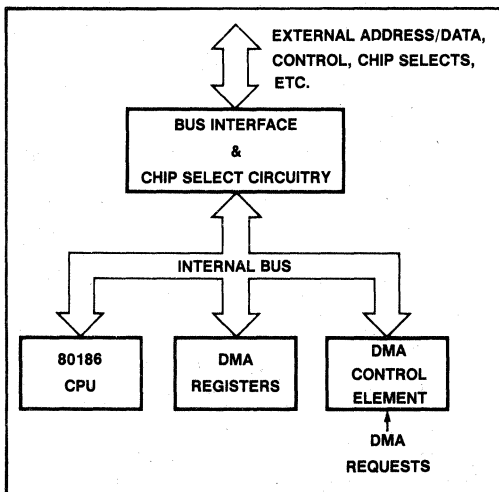 EXTERNAL ADDRESS/DATA,
CONTROL, CHIP SELECTS,
ETC.
BUS INTERFACE
&
CHIP SELECT CIRCUITRY
INTERNAL BUS
80186
CPU
DMA
REGISTERS
DMA
CONTROL
ELEMENT
DMA
REQUESTS